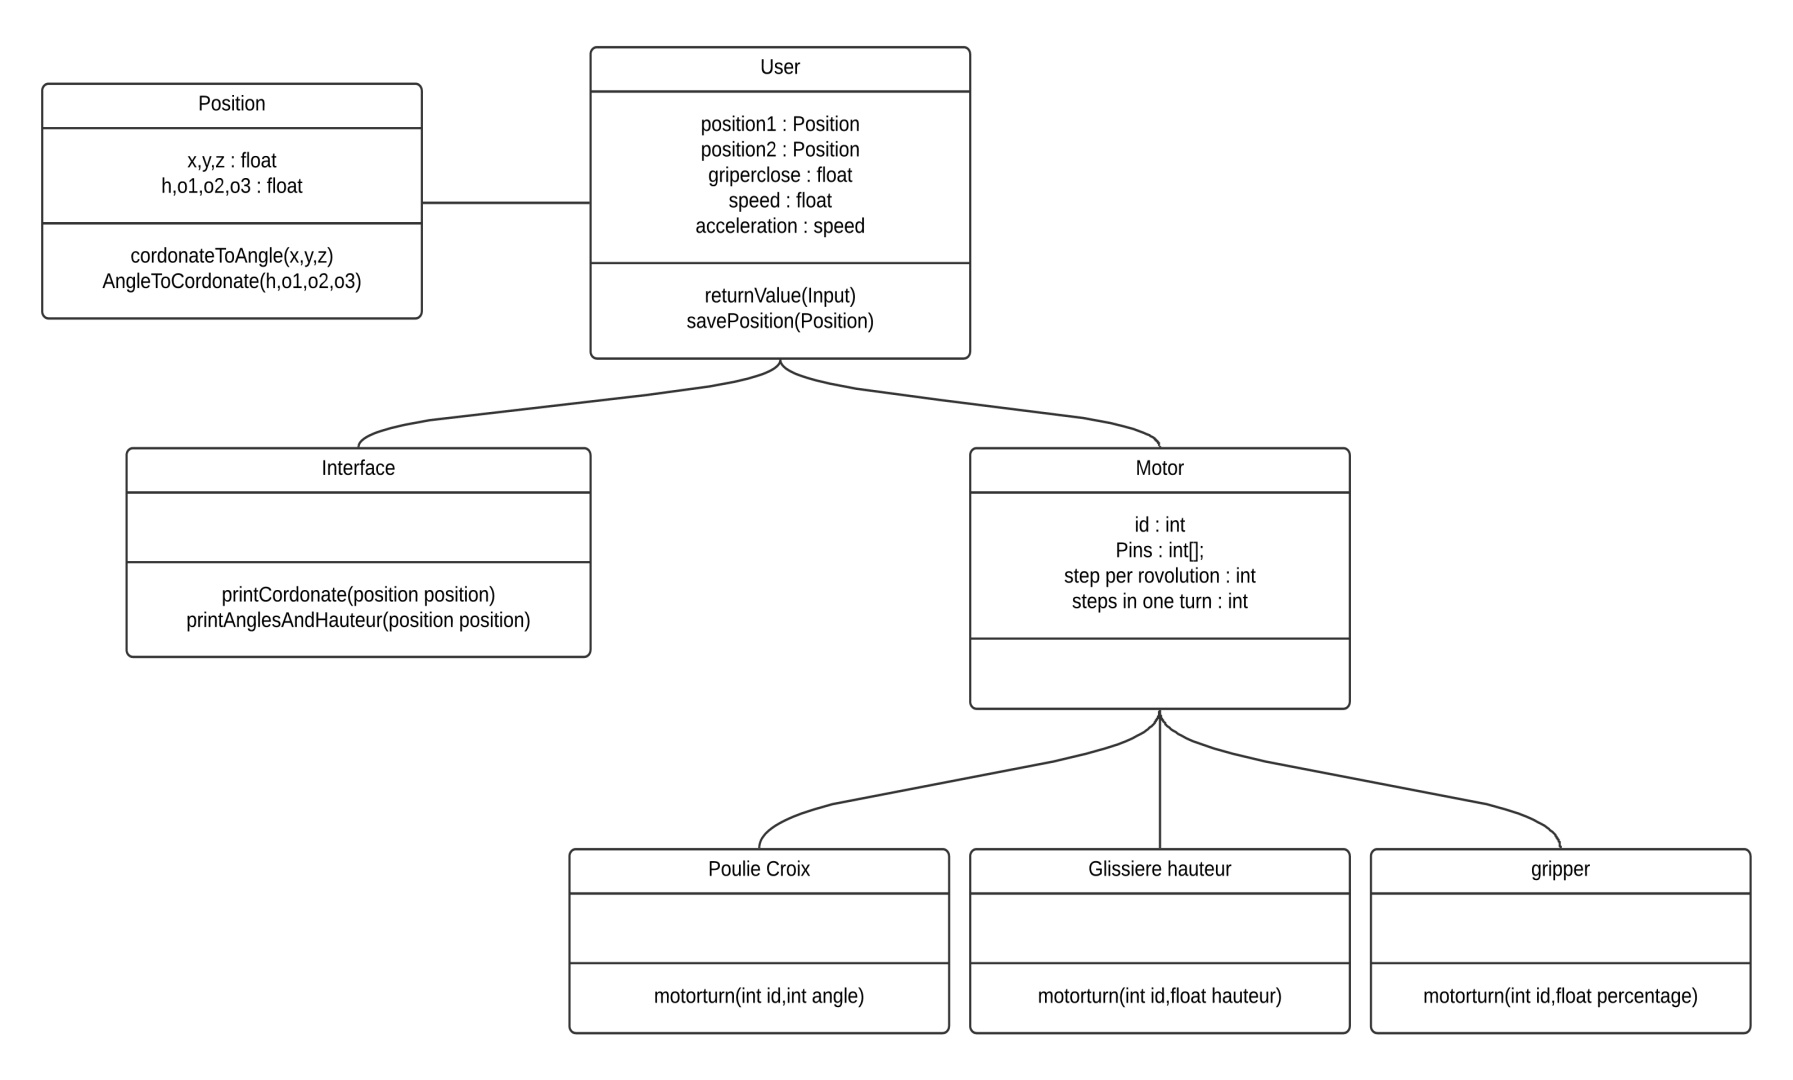 Position
x,y,z : float
h,o1,o2,o3 : float
cordonateToAngle(x,y,z)
AngleToCordonate(h,o1,o2,o3)
User
position1 : Position
position2 : Position
griperclose : float
speed : float
acceleration : speed
returnValue(Input)
savePosition(Position)
Interface
printCordonate(position position)
printAnglesAndHauteur(position position)
Motor
id : int
Pins : int[];
step per rovolution : int
steps in one turn : int
Poulie Croix
motorturn(int id,int angle)
Glissiere hauteur
motorturn(int id,float hauteur)
gripper
motorturn(int id,float percentage)